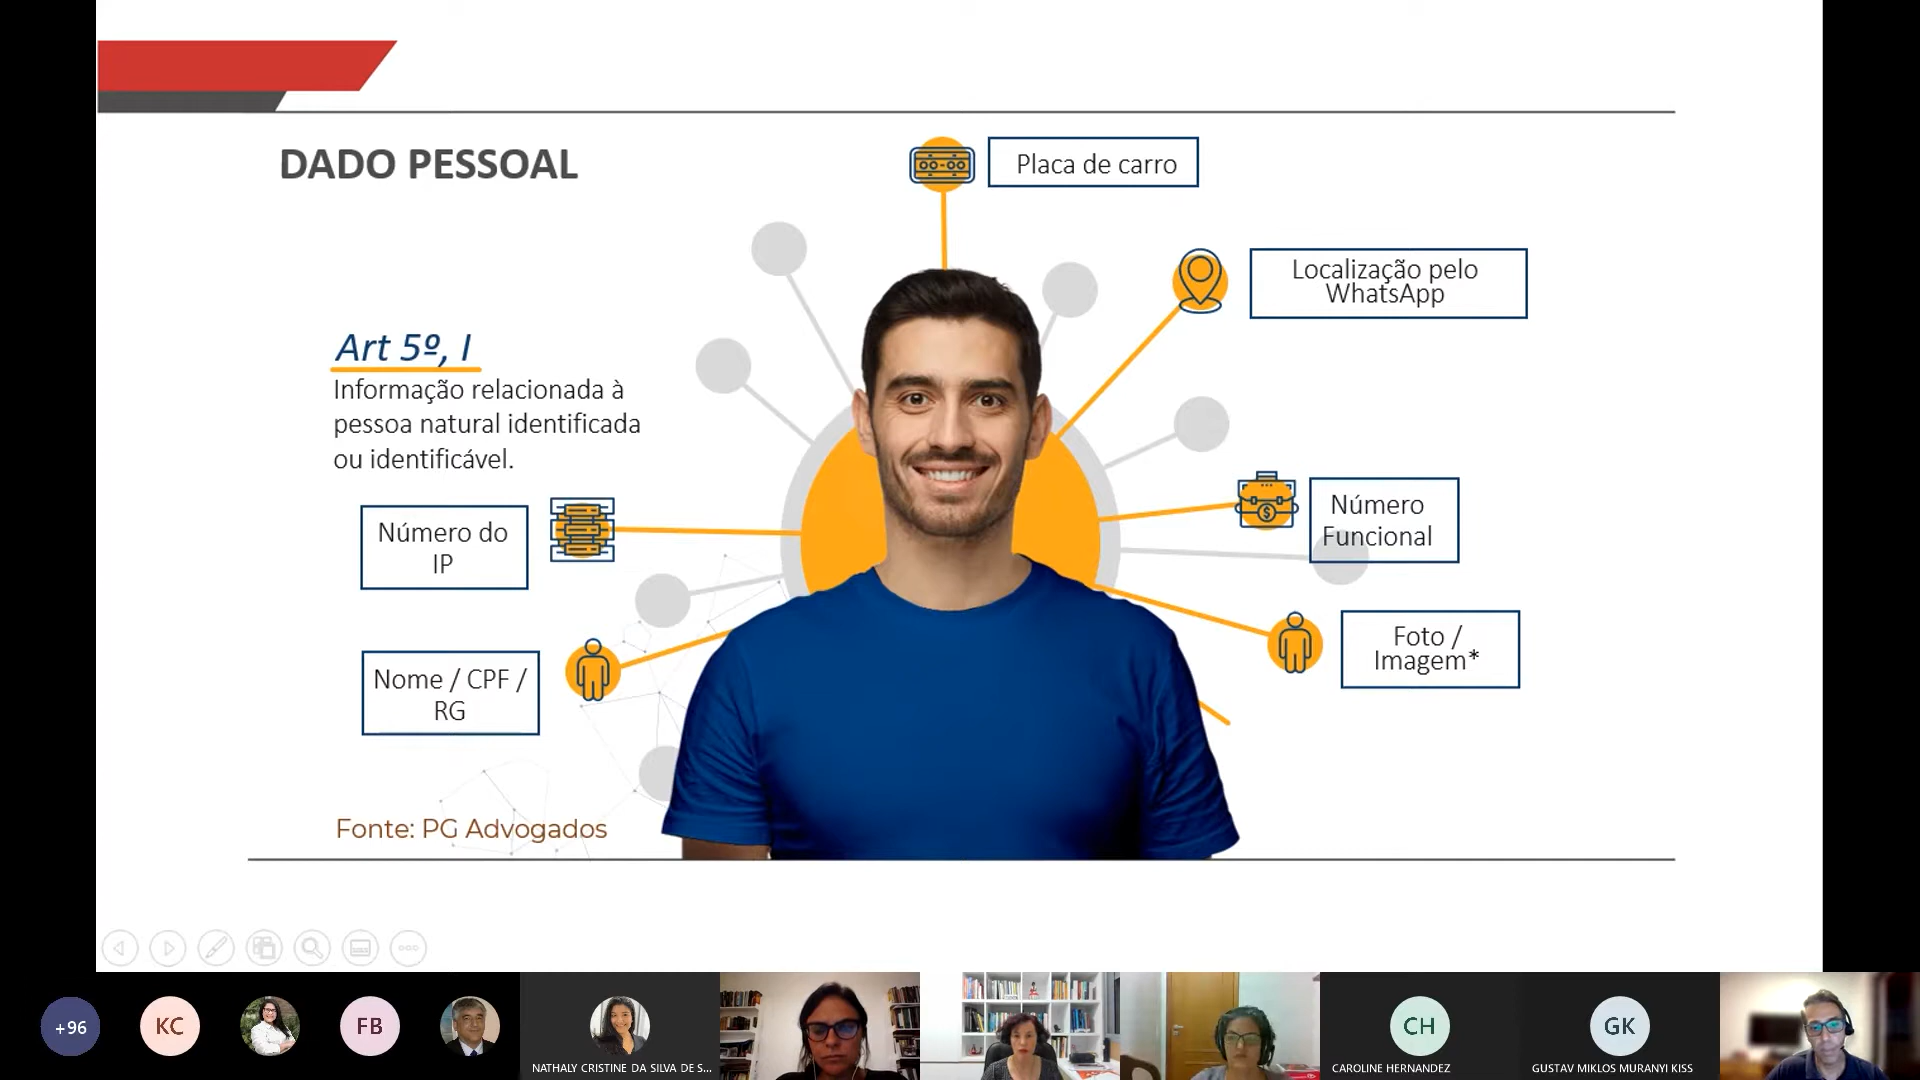 DADO PESSOAL
Placa de carro
Localização pelo
WhatsApp
Art 5º, I
Informação relacionada à
pessoa natural identificada
ou identificável.
Número do
IP
Número
Funcional
Nome / CPF /
RG
Foto /
Imagem*
Fonte: PG Advogados
+96
KC
FB
NATHALY CRISTINE DA SILVA DE S...
CH
CAROLINE HERNANDEZ
GK
GUSTAV MIKLOS MURANYI KISS